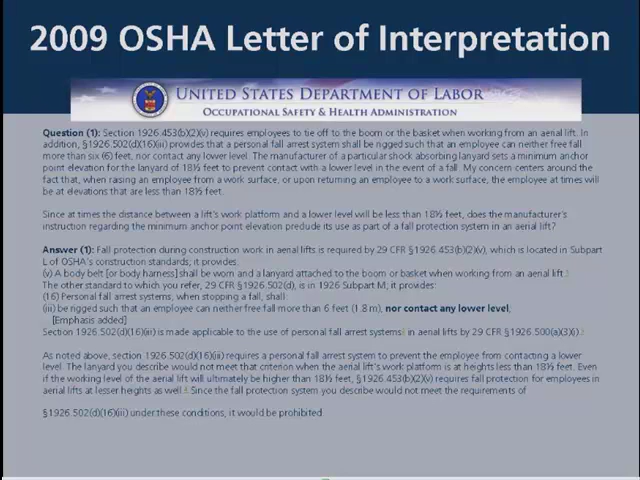 2009 OSHA Letter of Interpretation
UNITED STATES DEPARTMENT OF LABOR
OCCUPATIONAL SAFETY & HEALTH ADMINISTRATION
Question (1): Section 1926.453(b)(2)(v) requires employees to tie off to the boom or the basket when working from an aerial lift. In
addition, §1926.502(d)(16)(iii) provides that a personal fall arrest system shall be rigged such that an employee can neither free fall
more than six (6) feet, nor contact any lower level. The manufacturer of a particular shock absorbing lanyard sets a minimum anchor
point elevation for the lanyard of 18½ feet to prevent contact with a lower level in the event of a fall. My concern centers around the
fact that, when raising an employee from a work surface, or upon returning an employee to a work surface, the employee at times will
be at elevations that are less than 18½ feet.
Since at times the distance between a lift's work platform and a lower level will be less than 18½ feet, does the manufacturer's
instruction regarding the minimum anchor point elevation preclude its use as part of a fall protection system in an aerial lift?
Answer (1): Fall protection during construction work in aerial lifts is required by 29 CFR §1926.453(b)(2)(v), which is located in Subpart
L of OSHA's construction standards; it provides:
(v) A body belt [or body harness] shall be worn and a lanyard attached to the boom or basket when working from an aerial lift.
The other standard to which you refer, 29 CFR §1926.502(d), is in 1926 Subpart M; it provides:
(16) Personal fall arrest systems, when stopping a fall, shall:
(iii) be rigged such that an employee can neither free fall more than 6 feet (1.8 m), nor contact any lower level;
[Emphasis added]
Section 1926.502(d)(16)(iii) is made applicable to the use of personal fall arrest systems in aerial lifts by 29 CFR §1926.500(a)(3)(i).
As noted above, section 1926.502(d)(16)(iii) requires a personal fall arrest system to prevent the employee from contacting a lower
level. The lanyard you describe would not meet that criterion when the aerial lift's work platform is at heights less than 18½ feet. Even
if the working level of the aerial lift will ultimately be higher than 18½ feet, §1926.453(b)(2)(v) requires fall protection for employees in
aerial lifts at lesser heights as well. Since the fall protection system you describe would not meet the requirements of
§1926.502(d)(16)(iii) under these conditions, it would be prohibited